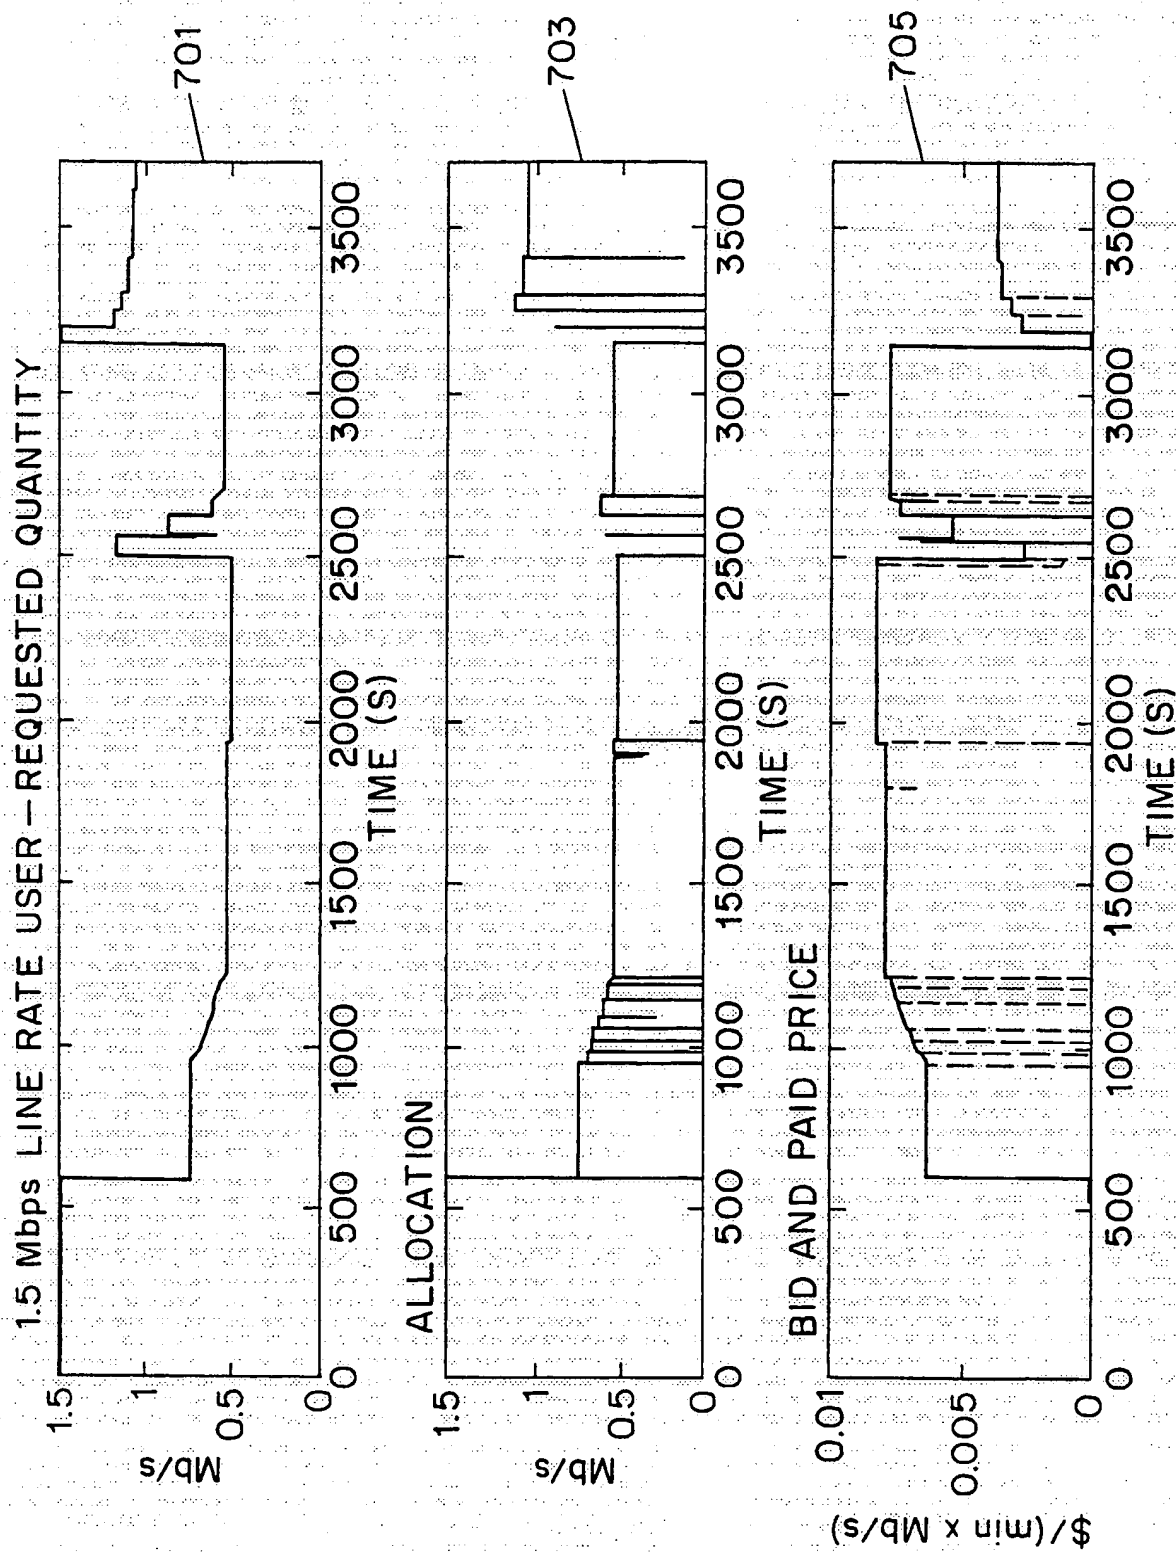 1.5 Mbps LINE RATE USER-REQUESTED QUANTITY
701
Mb/s
1.5
1
0.5
0
0 500 1000 1500 2000 2500 3000 3500
TIME (S)
ALLOCATION
703
Mb/s
1.5
1
0.5
0
0 500 1000 1500 2000 2500 3000 3500
TIME (S)
BID AND PAID PRICE
705
$/(min x Mb/s)
0.01
0.005
0
0 500 1000 1500 2000 2500 3000 3500
TIME (S)